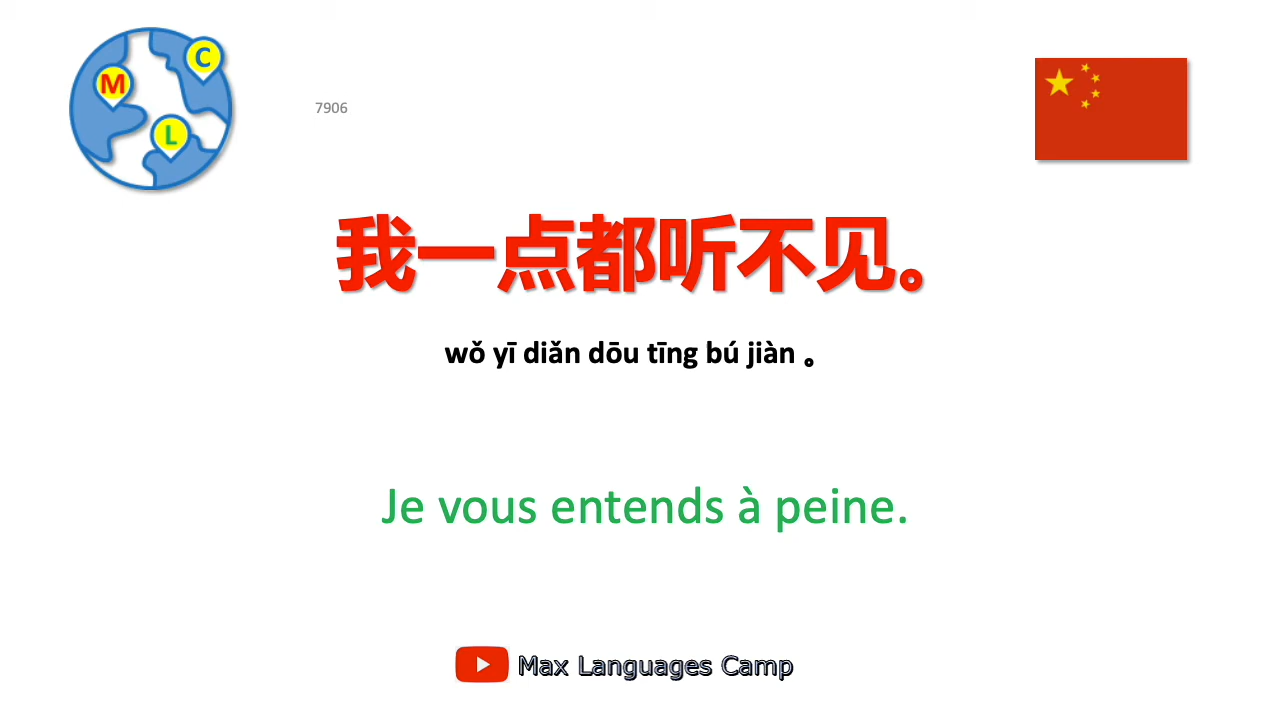 M
C
L
7906
我一点都听不见。
wǒ yī diǎn dōu tīng bú jiàn 。
Je vous entends à peine.
Max Languages Camp